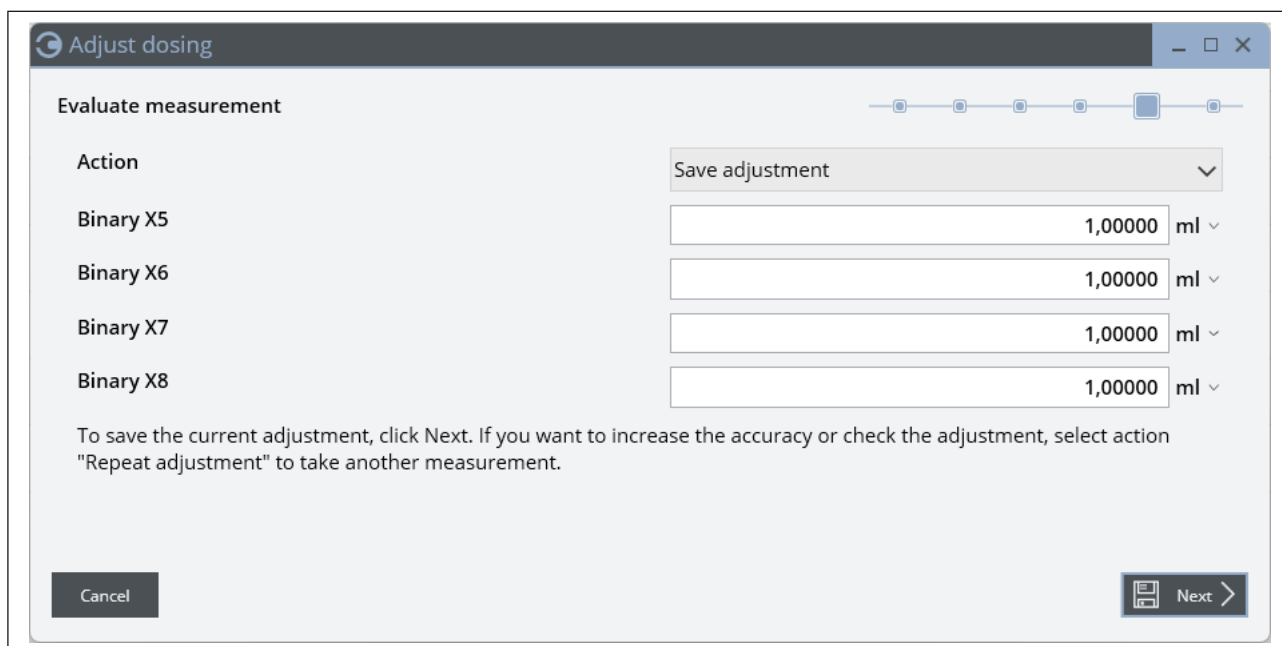 Adjust dosing
Evaluate measurement
Action
Save adjustment
Binary X5
1,00000 ml
Binary X6
1,00000 ml
Binary X7
1,00000 ml
Binary X8
1,00000 ml
To save the current adjustment, click Next. If you want to increase the accuracy or check the adjustment, select action
"Repeat adjustment" to take another measurement.
Cancel
Next